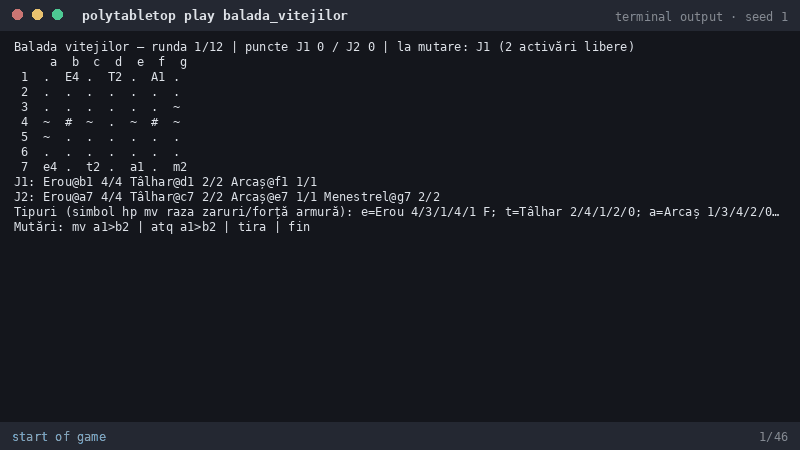 polytabletop play balada_vitejilor
terminal output · seed 1
Balada vitejilor — runda 1/12 | puncte J1 0 / J2 0 | la mutare: J1 (2 activări libere)
a b c d e f g
1 . E4 . T2 . A1 .
2 . . . . . . .
3 . . . . . . ~
4 ~ # ~ . ~ # ~
5 ~ . . . . . .
6 . . . . . . .
7 e4 . t2 . a1 . m2
J1: Erou@b1 4/4 Tâlhar@d1 2/2 Arcaș@f1 1/1
J2: Erou@a7 4/4 Tâlhar@c7 2/2 Arcaș@e7 1/1 Menestrel@g7 2/2
Tipuri (simbol hp mv raza zaruri/forță armură): e=Erou 4/3/1/4/1 F; t=Tâlhar 2/4/1/2/0; a=Arcaș 1/3/4/2/0…
Mutări: mv a1>b2 | atq a1>b2 | tira | fin
start of game
1/46